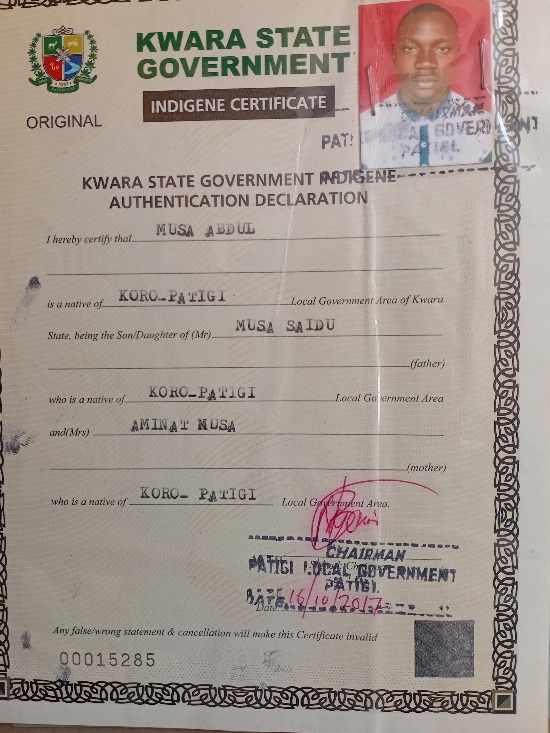 KWARA STATE
GOVERNMENT
INDIGENE CERTIFICATE
ORIGINAL
KWARA STATE GOVERNMENT INDIGENE
AUTHENTICATION DECLARATION
I hereby certify that MUSA ABDUL
is a native of KORO-PATIGI Local Government Area of Kwara
State, being the Son/Daughter of (Mr) MUSA SAIDU
(father)
who is a native of KORO-PATIGI Local Government Area
and(Mrs) AMINAT MUSA
(mother)
who is a native of KORO- PATIGI Local Government Area.
CHAIRMAN
PATIGI LOCAL GOVERNMENT
PATIGI.
DATE 16/10/2017
Any false/wrong statement & cancellation will make this Certificate invalid
00015285